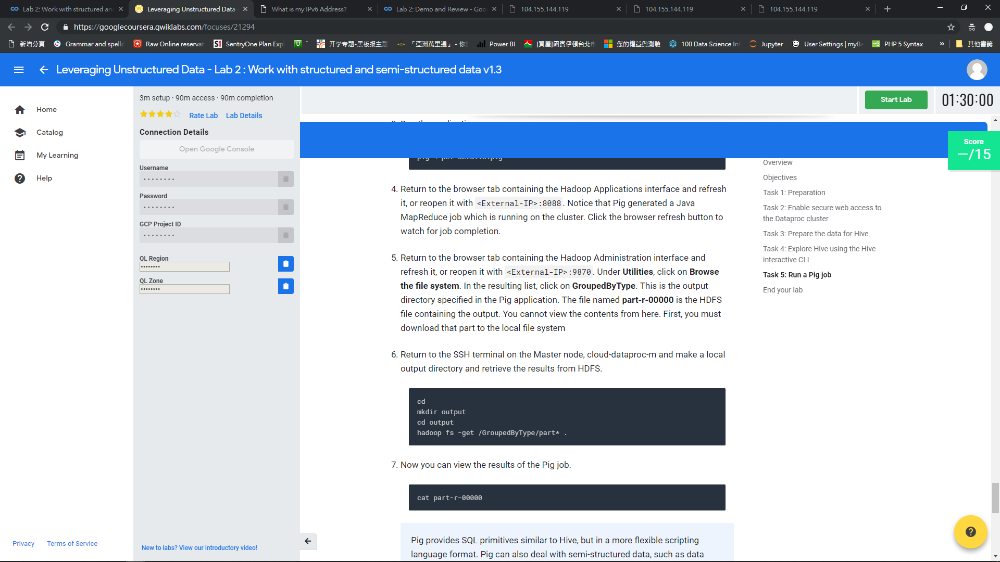 Lab 2: Work with structured an
Leveraging Unstructured Data -
What is my IPv6 Address?
Lab 2: Demo and Review - Goo
104.155.144.119
104.155.144.119
104.155.144.119
https://googlecoursera.qwiklabs.com/focuses/21294
新增分頁
Grammar and spellc
Raw Online reservat
SentryOne Plan Expl
`
开学专题-黑板报主题
「亞洲萬里通」 - 你的
Power BI
[買屋]國賓伊頓台北市
您的權益與測驗
100 Data Science Int
Jupyter
User Settings | myBa
PHP 5 Syntax
»
其他書籤
Leveraging Unstructured Data - Lab 2 : Work with structured and semi-structured data v1.3
Home
Catalog
My Learning
Help
Privacy
Terms of Service
3m setup · 90m access · 90m completion
Rate Lab
Lab Details
Connection Details
Open Google Console
Username
Password
GCP Project ID
QL Region
QL Zone
New to labs? View our introductory video!
Start Lab
01:30:00
Score
—/15
4. Return to the browser tab containing the Hadoop Applications interface and refresh
it, or reopen it with <External-IP>:8088. Notice that Pig generated a Java
MapReduce job which is running on the cluster. Click the browser refresh button to
watch for job completion.
5. Return to the browser tab containing the Hadoop Administration interface and
refresh it, or reopen it with <External-IP>:9870. Under Utilities, click on Browse
the file system. In the resulting list, click on GroupedByType. This is the output
directory specified in the Pig application. The file named part-r-00000 is the HDFS
file containing the output. You cannot view the contents from here. First, you must
download that part to the local file system
6. Return to the SSH terminal on the Master node, cloud-dataproc-m and make a local
output directory and retrieve the results from HDFS.
cd
mkdir output
cd output
hadoop fs -get /GroupedByType/part* .
7. Now you can view the results of the Pig job.
cat part-r-00000
Pig provides SQL primitives similar to Hive, but in a more flexible scripting
language format. Pig can also deal with semi-structured data, such as data
Overview
Objectives
Task 1: Preparation
Task 2: Enable secure web access to
the Dataproc cluster
Task 3: Prepare the data for Hive
Task 4: Explore Hive using the Hive
interactive CLI
Task 5: Run a Pig job
End your lab